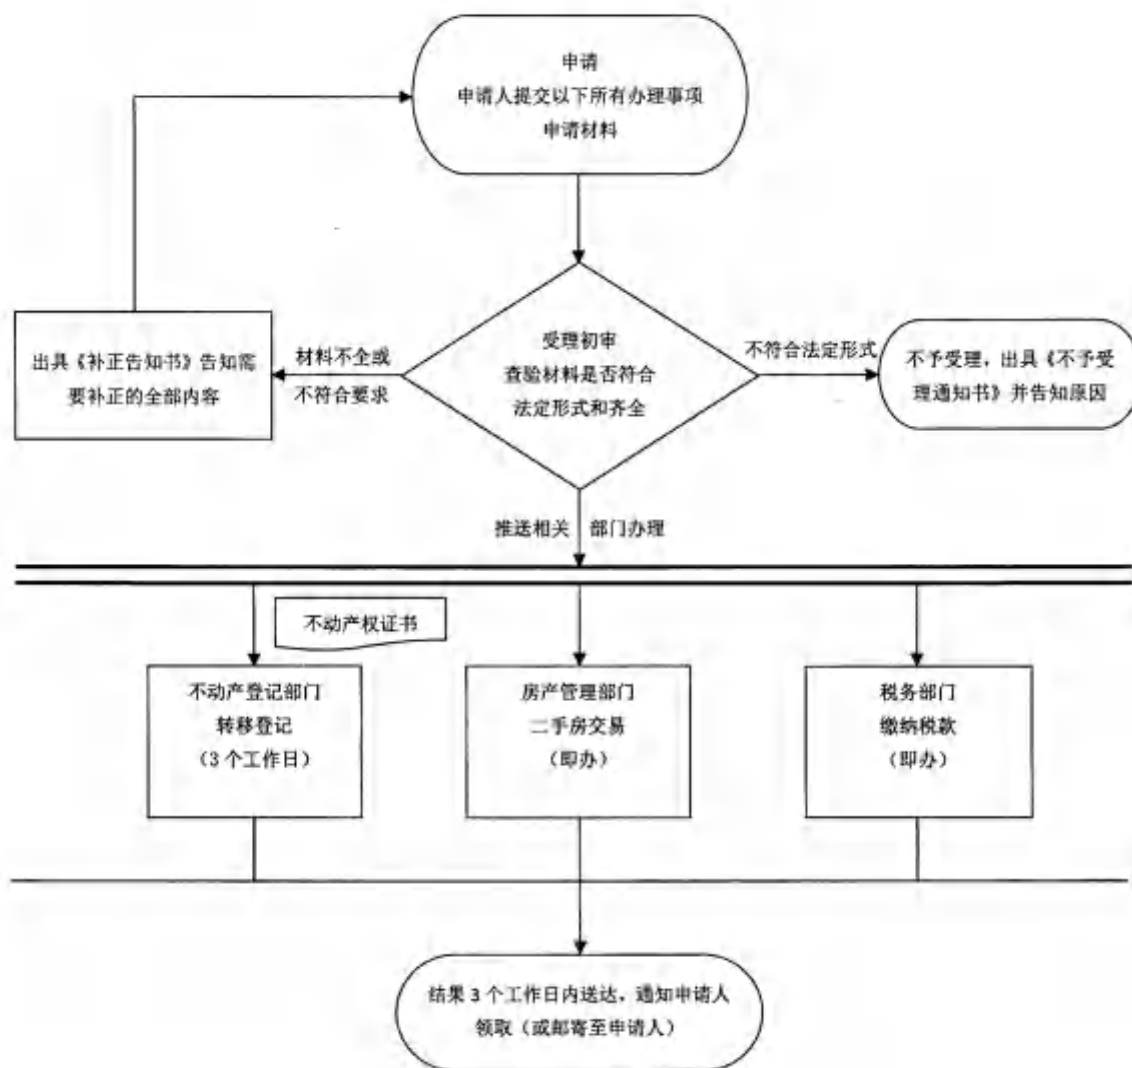 申请
申请人提交以下所有办理事项
申请材料
出具《补正告知书》告知需
要补正的全部内容
材料不全或
不符合要求
受理初审
查验材料是否符合
法定形式和齐全
不符合法定形式
不予受理，出具《不予受
理通知书》并告知原因
推送相关 部门办理
不动产权证书
不动产登记部门
转移登记
（3个工作日）
房产管理部门
二手房交易
（即办）
税务部门
缴纳税款
（即办）
结果3个工作日内送达，通知申请人
领取（或邮寄至申请人）